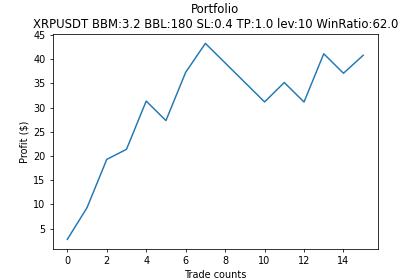 Portfolio
XRPUSDT BBM:3.2 BBL:180 SL:0.4 TP:1.0 lev:10 WinRatio:62.0
45
40
35
30
25
20
15
10
5
Profit ($)
0 2 4 6 8 10 12 14
Trade counts